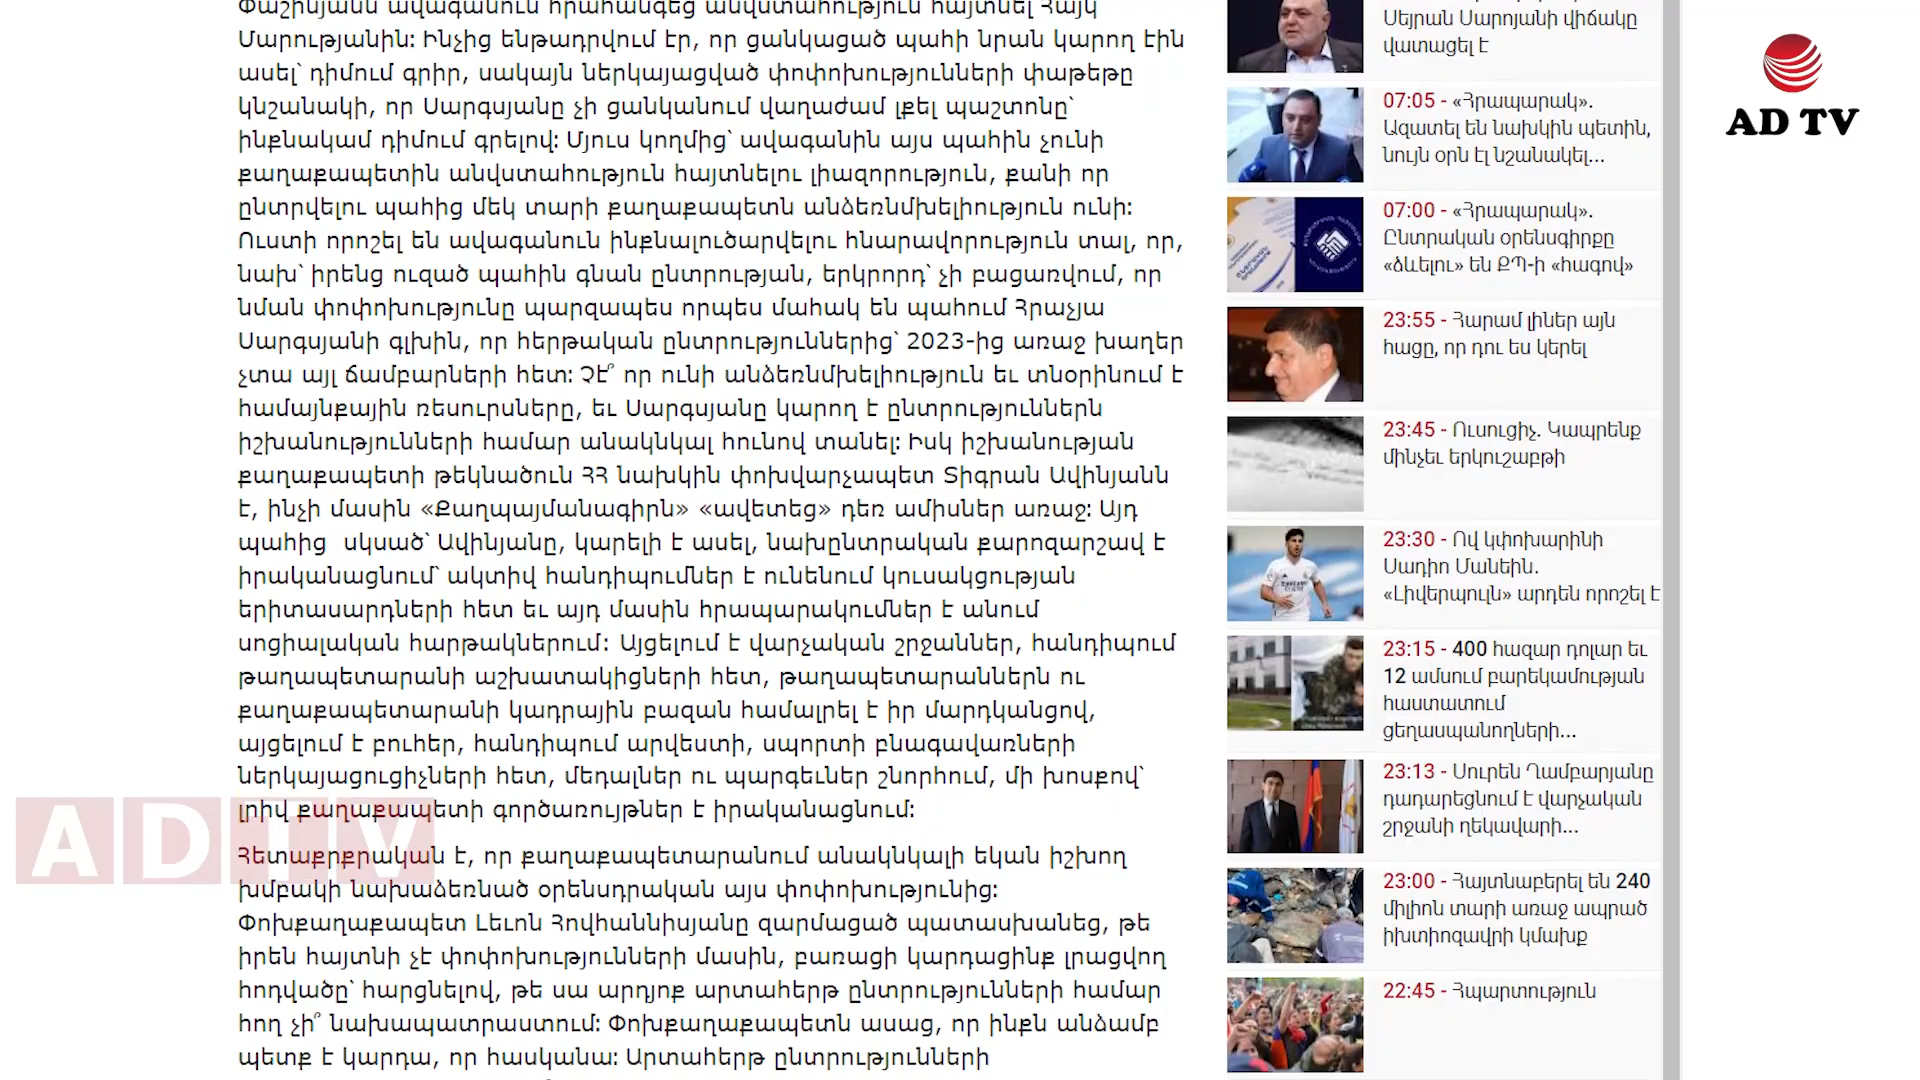 Փաշինյանն ավագանուն հրահանգեց անվստահություն հայտնել Հայկ
Մարությանին: Ինչից ենթադրվում էր, որ ցանկացած պահի նրան կարող էին
ասել՝ դիմում գրիր, սակայն ներկայացված փոփոխությունների փաթեթը
կնշանակի, որ Սարգսյանը չի ցանկանում վաղաժամ լքել պաշտոնը՝
ինքնակամ դիմում գրելով: Մյուս կողմից՝ ավագանին այս պահին չունի
քաղաքապետին անվստահություն հայտնելու լիազորություն, քանի որ
ընտրվելու պահից մեկ տարի քաղաքապետն անձեռնմխելիություն ունի:
Ուստի որոշել են ավագանուն ինքնալուծարվելու հնարավորություն տալ, որ,
նախ՝ իրենց ուզած պահին գնան ընտրության, երկրորդ՝ չի բացառվում, որ
նման փոփոխությունը պարզապես որպես մահակ են պահում Հրաչյա
Սարգսյանի գլխին, որ հերթական ընտրություններից՝ 2023-ից առաջ խաղեր
չտա այլ ճամբարների հետ: Չէ՞ որ ունի անձեռնմխելիություն եւ տնօրինում է
համայնքային ռեսուրսները, եւ Սարգսյանը կարող է ընտրություններն
իշխանությունների համար անակնկալ հունով տանել: Իսկ իշխանության
քաղաքապետի թեկնածուն ՀՀ նախկին փոխվարչապետ Տիգրան Ավինյանն
է, ինչի մասին «Քաղպայմանագիրն» «ավետեց» դեռ ամիսներ առաջ: Այդ
պահից  սկսած՝ Ավինյանը, կարելի է ասել, նախընտրական քարոզարշավ է
իրականացնում՝ ակտիվ հանդիպումներ է ունենում կուսակցության
երիտասարդների հետ եւ այդ մասին հրապարակումներ է անում
սոցիալական հարթակներում: Այցելում է վարչական շրջաններ, հանդիպում
թաղապետարանի աշխատակիցների հետ, թաղապետարաններն ու
քաղաքապետարանի կադրային բազան համալրել է իր մարդկանցով,
այցելում է բուհեր, հանդիպում արվեստի, սպորտի բնագավառների
ներկայացուցիչների հետ, մեդալներ ու պարգեւներ շնորհում, մի խոսքով՝
լրիվ քաղաքապետի գործառույթներ է իրականացնում:
Հետաքրքրական է, որ քաղաքապետարանում անակնկալի եկան իշխող
խմբակի նախաձեռնած օրենսդրական այս փոփոխությունից:
Փոխքաղաքապետ Լեւոն Հովհաննիսյանը զարմացած պատասխանեց, թե
իրեն հայտնի չէ փոփոխությունների մասին, բառացի կարդացինք լրացվող
հոդվածը՝ հարցնելով, թե սա արդյոք արտահերթ ընտրությունների համար
հող չի՞ նախապատրաստում: Փոխքաղաքապետն ասաց, որ ինքն անձամբ
պետք է կարդա, որ հասկանա: Արտահերթ ընտրությունների
Սեյրան Սարոյանի վիճակը
վատացել է
07:05 - «Հրապարակ».
Ազատել են նախկին պետին,
նույն օրն էլ նշանակել...
07:00 - «Հրապարակ».
Ընտրական օրենսգիրքը
«ձևելու» են ՔՊ-ի «հագով»
23:55 - Հարամ լիներ այն
հացը, որ դու ես կերել
23:45 - Ուսուցիչ. Կապրենք
մինչեւ երկուշաբթի
23:30 - Ով կփոխարինի
Սադիո Մանեին.
«Լիվերպուլն» արդեն որոշել է
23:15 - 400 հազար դոլար եւ
12 ամսում բարեկամության
հաստատում
ցեղասպանողների...
23:13 - Սուրեն Ղամբարյանը
դադարեցնում է վարչական
շրջանի ղեկավարի...
23:00 - Հայտնաբերել են 240
միլիոն տարի առաջ ապրած
իխտիոզավրի կմախք
22:45 - Հպարտություն
AD TV
ADTV